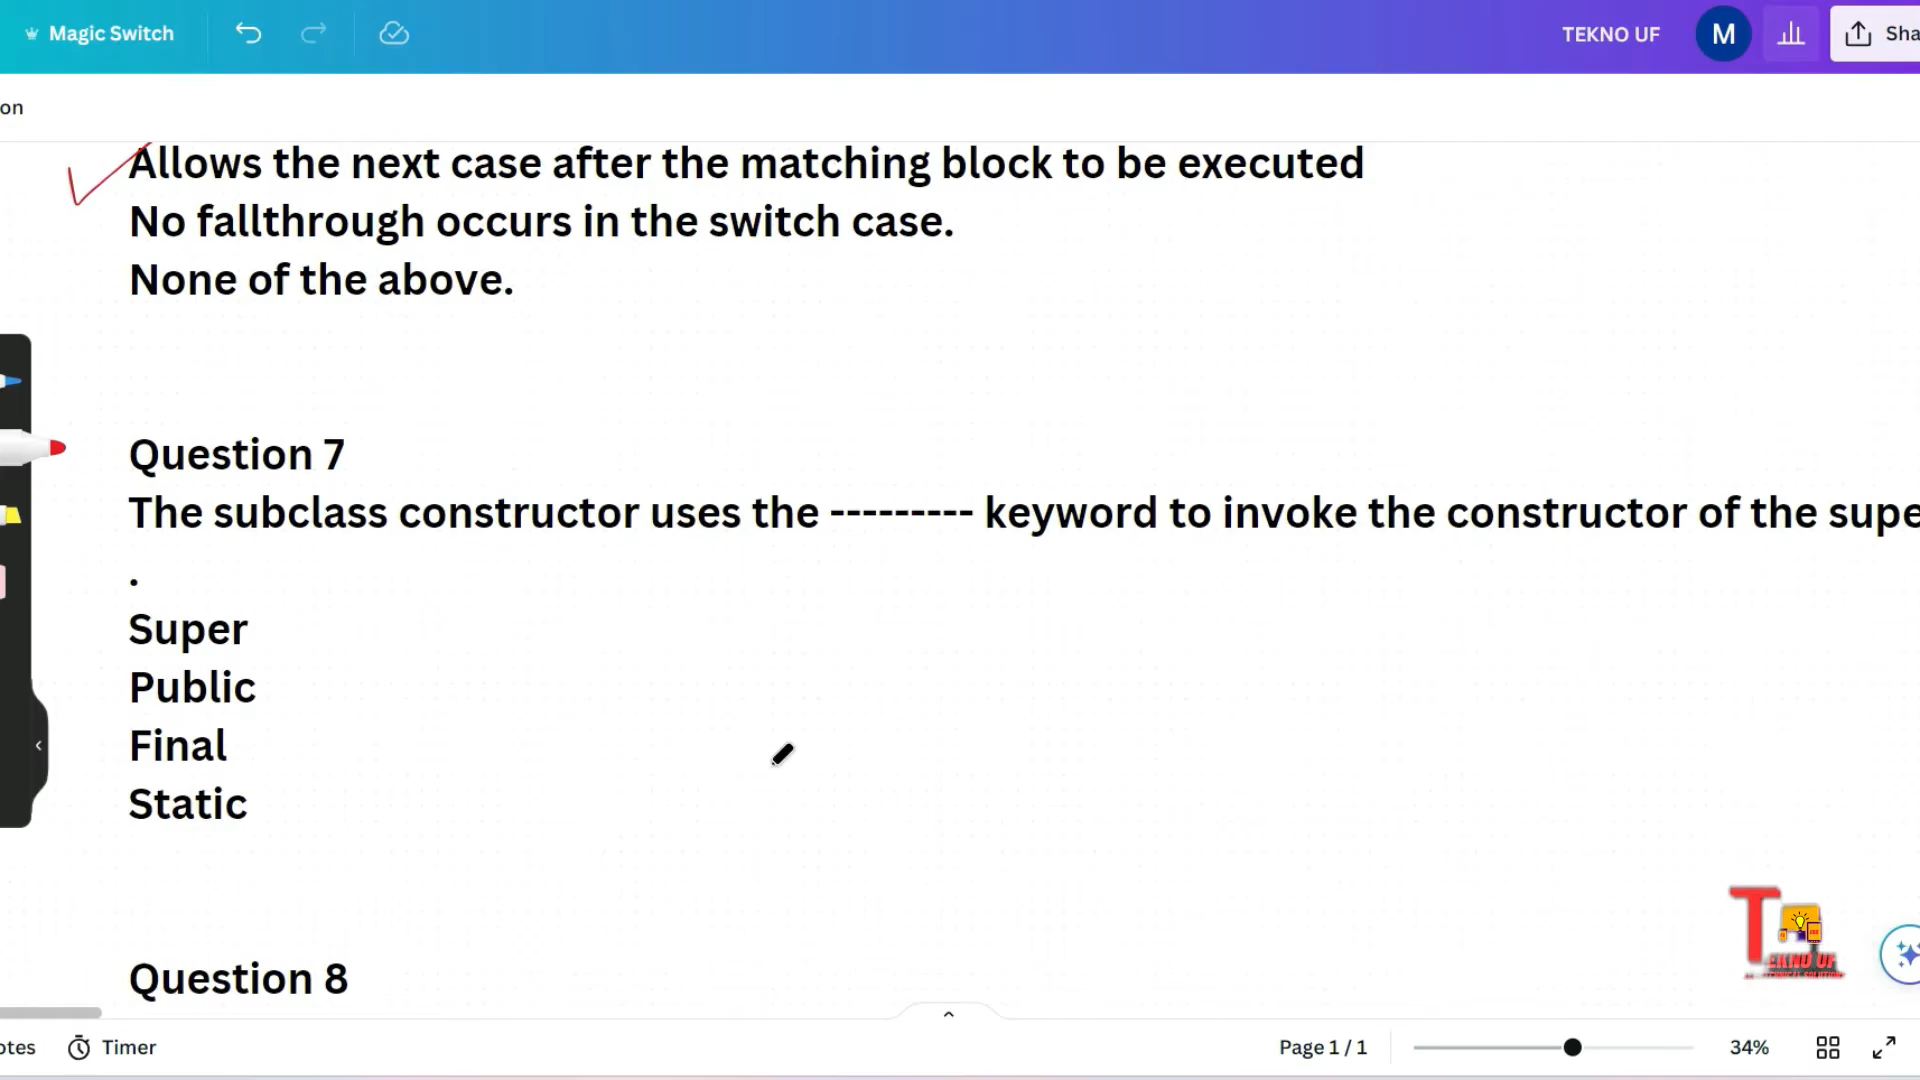 Magic Switch
TEKNO UF
M
Sha
on
Allows the next case after the matching block to be executed
No fallthrough occurs in the switch case.
None of the above.
Question 7
The subclass constructor uses the --------- keyword to invoke the constructor of the supe
.
Super
Public
Final
Static
Question 8
T
EKNO UF
otes
Timer
Page 1 / 1
34%